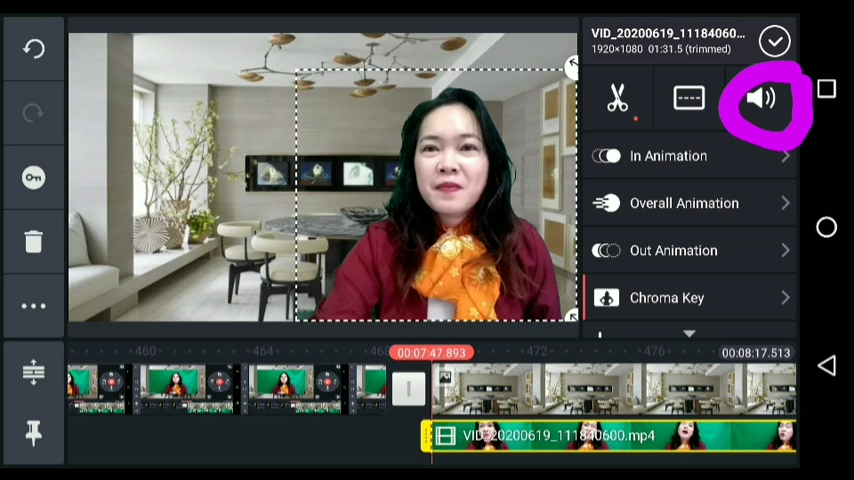 VID_20200619_11184060...
1920×1080 01:31.5 (trimmed)
In Animation
Overall Animation
Out Animation
Chroma Key
460
464
468
00:07:47.893
472
476
00:08:17.513
VID_20200619_111840600.mp4